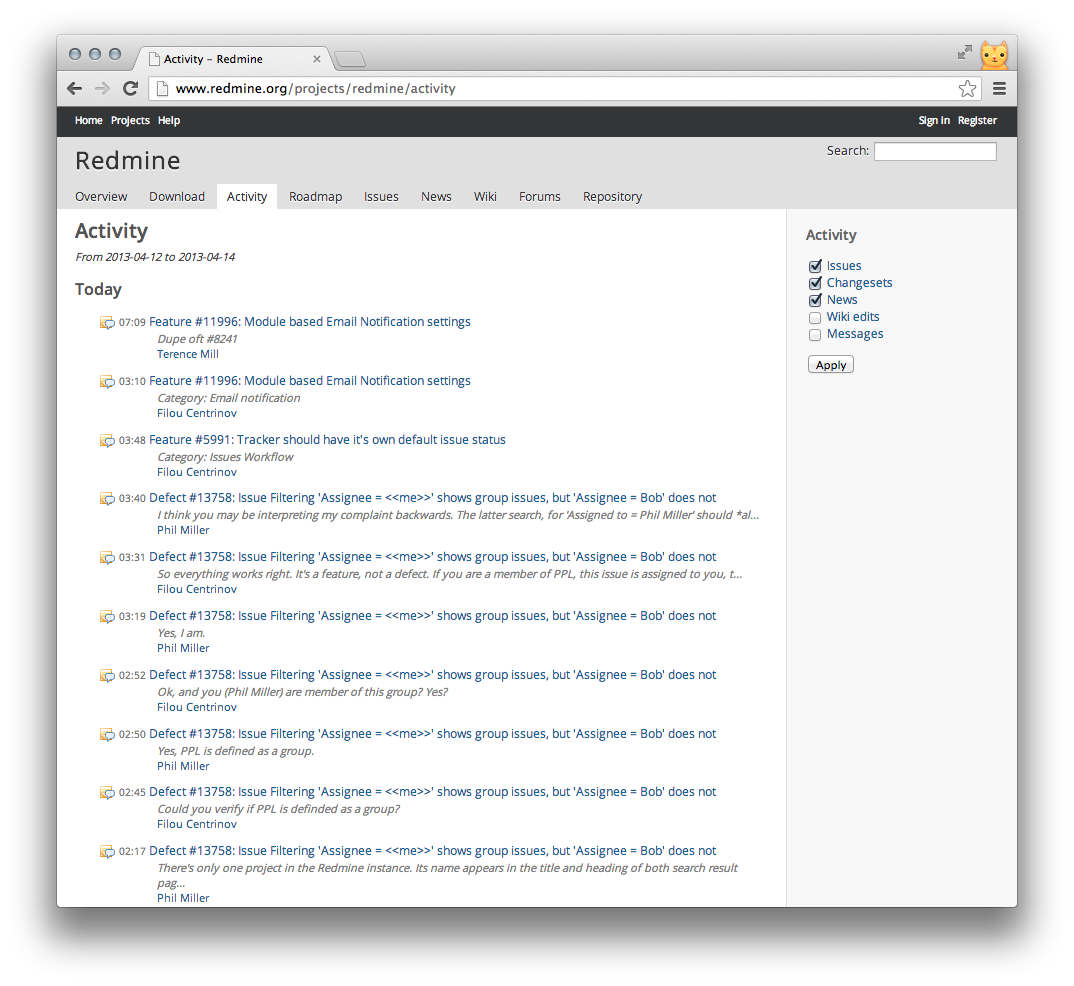 Activity – Redmine
www.redmine.org/projects/redmine/activity
Home Projects Help
Sign in Register
Search:
Redmine
Overview Download Activity Roadmap Issues News Wiki Forums Repository
Activity
From 2013-04-12 to 2013-04-14
Today
07:09 Feature #11996: Module based Email Notification settings
Dupe oft #8241
Terence Mill
03:10 Feature #11996: Module based Email Notification settings
Category: Email notification
Filou Centrinov
03:48 Feature #5991: Tracker should have it's own default issue status
Category: Issues Workflow
Filou Centrinov
03:40 Defect #13758: Issue Filtering 'Assignee = <<me>>' shows group issues, but 'Assignee = Bob' does not
I think you may be interpreting my complaint backwards. The latter search, for 'Assigned to = Phil Miller' should *al...
Phil Miller
03:31 Defect #13758: Issue Filtering 'Assignee = <<me>>' shows group issues, but 'Assignee = Bob' does not
So everything works right. It's a feature, not a defect. If you are a member of PPL, this issue is assigned to you, t...
Filou Centrinov
03:19 Defect #13758: Issue Filtering 'Assignee = <<me>>' shows group issues, but 'Assignee = Bob' does not
Yes, I am.
Phil Miller
02:52 Defect #13758: Issue Filtering 'Assignee = <<me>>' shows group issues, but 'Assignee = Bob' does not
Ok, and you (Phil Miller) are member of this group? Yes?
Filou Centrinov
02:50 Defect #13758: Issue Filtering 'Assignee = <<me>>' shows group issues, but 'Assignee = Bob' does not
Yes, PPL is defined as a group.
Phil Miller
02:45 Defect #13758: Issue Filtering 'Assignee = <<me>>' shows group issues, but 'Assignee = Bob' does not
Could you verify if PPL is definded as a group?
Filou Centrinov
02:17 Defect #13758: Issue Filtering 'Assignee = <<me>>' shows group issues, but 'Assignee = Bob' does not
There's only one project in the Redmine instance. Its name appears in the title and heading of both search result
pag...
Phil Miller
Activity
Issues
Changesets
News
Wiki edits
Messages
Apply